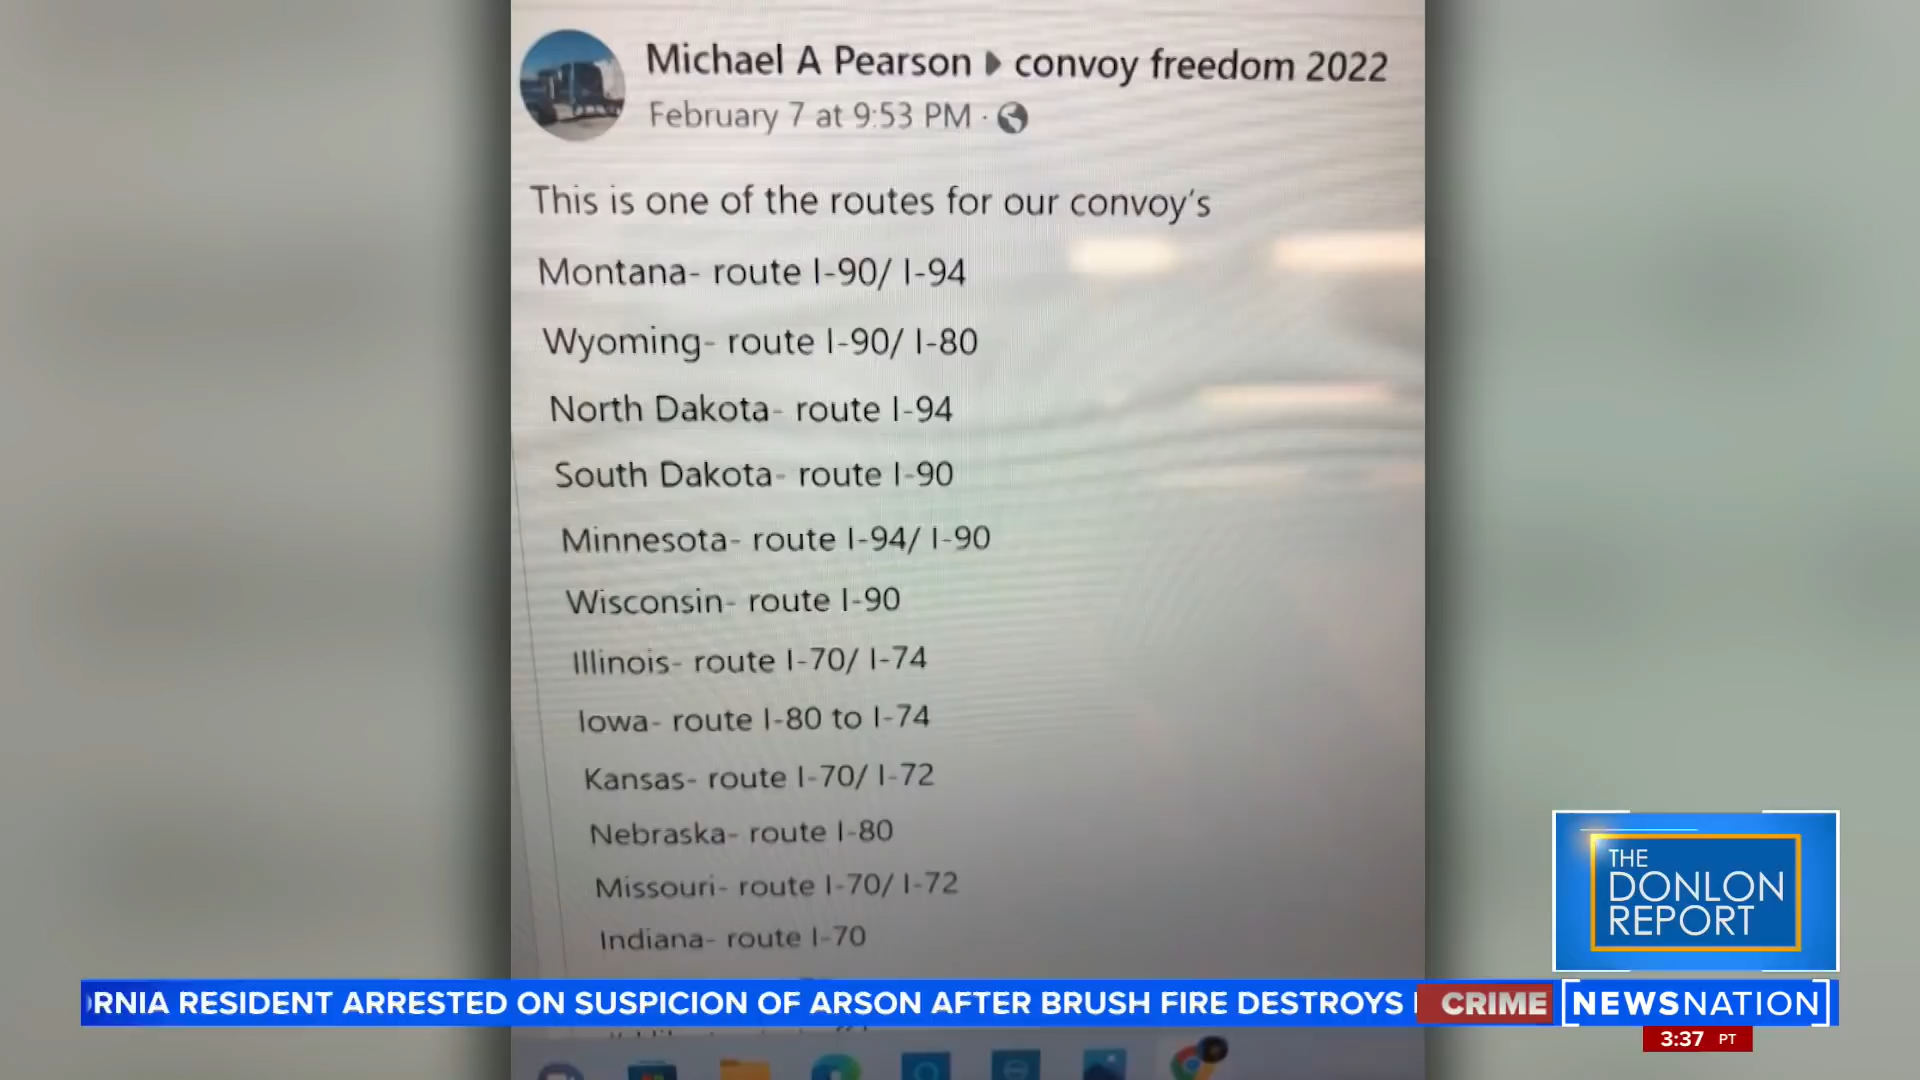 Michael A Pearson ▸ convoy freedom 2022
February 7 at 9:53 PM ·
This is one of the routes for our convoy's
Montana- route I-90/ I-94
Wyoming- route I-90/ I-80
North Dakota- route I-94
South Dakota- route I-90
Minnesota- route I-94/ I-90
Wisconsin- route I-90
Illinois- route I-70/ I-74
Iowa- route I-80 to I-74
Kansas- route I-70/ I-72
Nebraska- route I-80
Missouri- route I-70/ I-72
Indiana- route I-70
THE
DONLON
REPORT
RNIA RESIDENT ARRESTED ON SUSPICION OF ARSON AFTER BRUSH FIRE DESTROYS
CRIME
NEWSNATION
3:37 PT